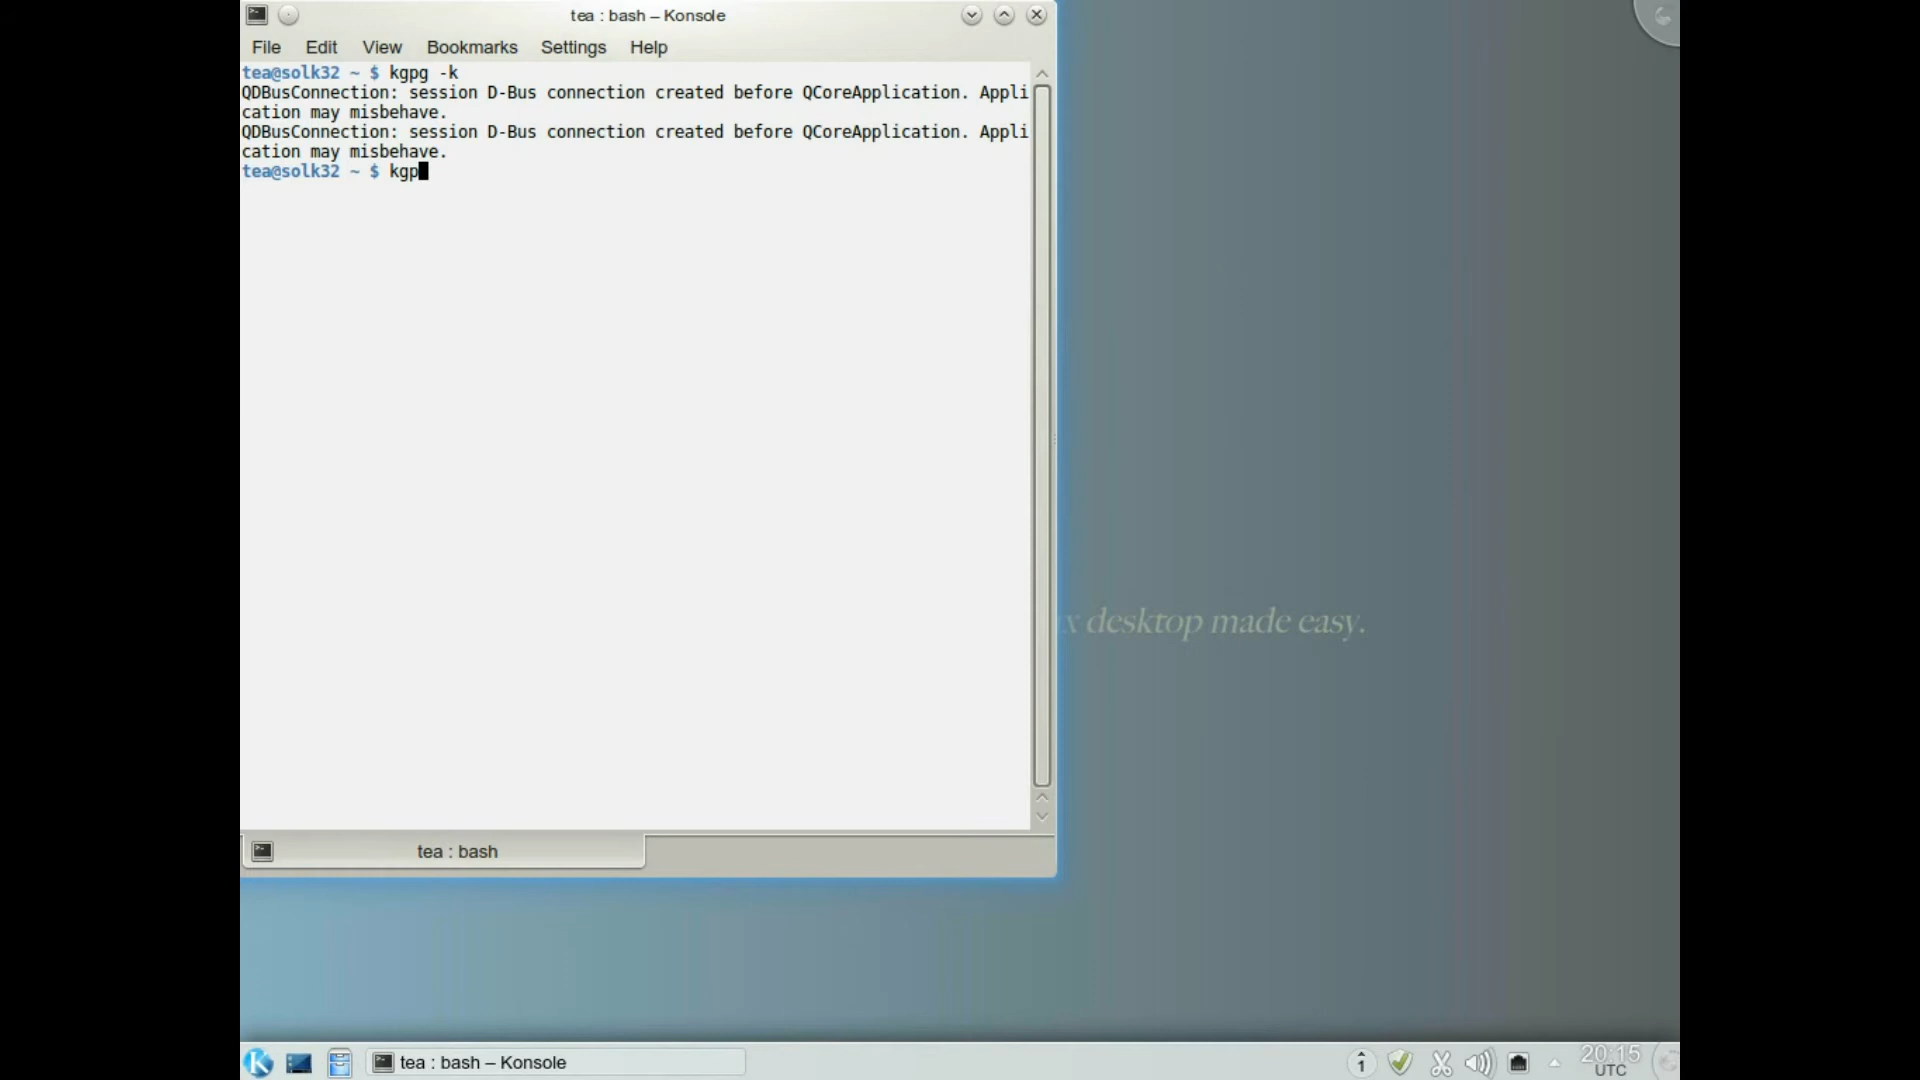 tea : bash – Konsole
File Edit View Bookmarks Settings Help
tea@solk32 ~ $ kgpg -k
QDBusConnection: session D-Bus connection created before QCoreApplication. Appli
cation may misbehave.
QDBusConnection: session D-Bus connection created before QCoreApplication. Appli
cation may misbehave.
tea@solk32 ~ $ kgp
x desktop made easy.
tea : bash
tea : bash – Konsole
1
20:15
UTC